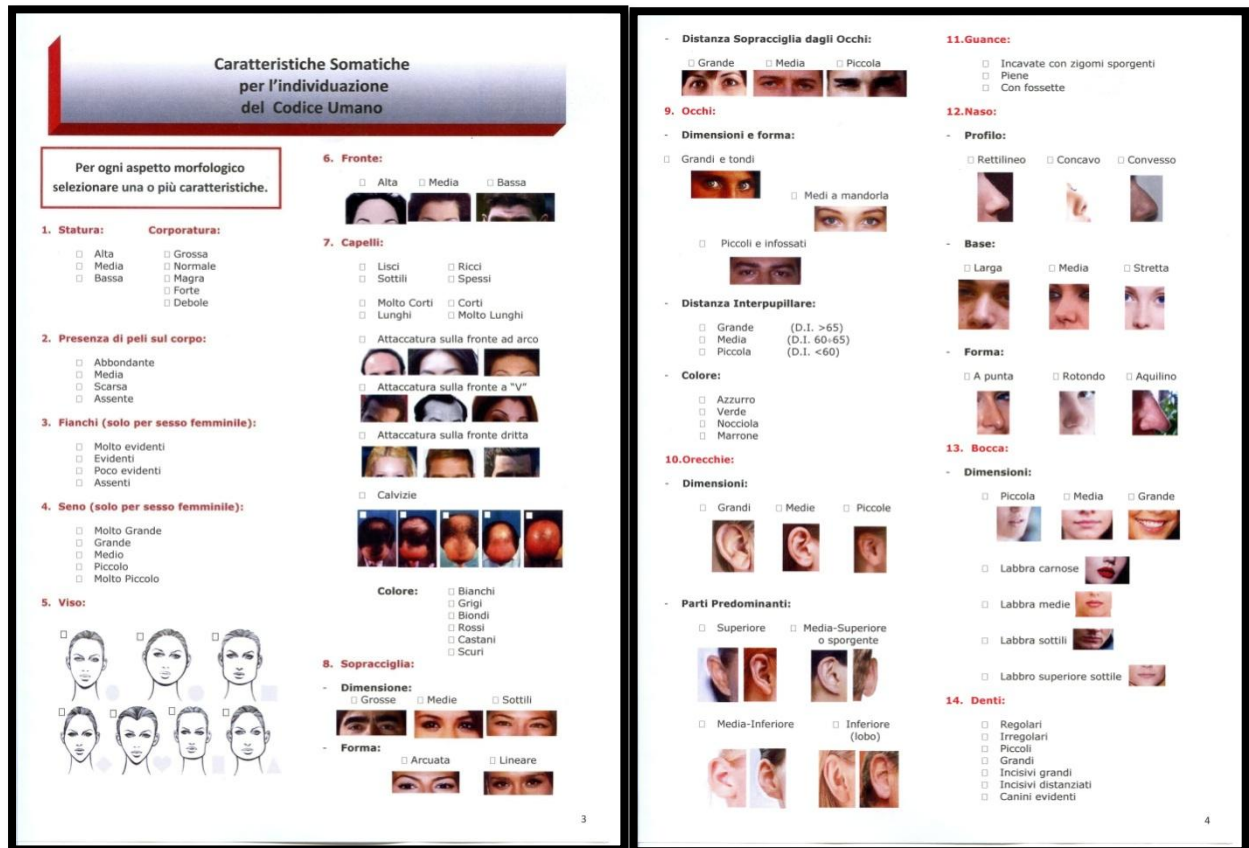 Caratteristiche Somatiche
per l'individuazione
del Codice Umano
Per ogni aspetto morfologico
selezionare una o più caratteristiche.
1. Statura: Corporatura:
□ Alta □ Grossa
□ Media □ Normale
□ Bassa □ Magra
□ Forte
□ Debole
2. Presenza di peli sul corpo:
□ Abbondante
□ Media
□ Scarsa
□ Assente
3. Fianchi (solo per sesso femminile):
□ Molto evidenti
□ Evidenti
□ Poco evidenti
□ Assenti
4. Seno (solo per sesso femminile):
□ Molto Grande
□ Grande
□ Medio
□ Piccolo
□ Molto Piccolo
5. Viso:
6. Fronte:
□ Alta □ Media □ Bassa
7. Capelli:
□ Lisci □ Ricci
□ Sottili □ Spessi
□ Molto Corti □ Corti
□ Lunghi □ Molto Lunghi
□ Attaccatura sulla fronte ad arco
□ Attaccatura sulla fronte a "V"
□ Attaccatura sulla fronte dritta
□ Calvizie
Colore: □ Bianchi
□ Grigi
□ Biondi
□ Rossi
□ Castani
□ Scuri
8. Sopracciglia:
- Dimensione:
□ Grosse □ Medie □ Sottili
- Forma:
□ Arcuata □ Lineare
3
- Distanza Sopracciglia dagli Occhi:
□ Grande □ Media □ Piccola
9. Occhi:
- Dimensioni e forma:
□ Grandi e tondi
□ Medi a mandorla
□ Piccoli e infossati
- Distanza Interpupillare:
□ Grande (D.I. >65)
□ Media (D.I. 60÷65)
□ Piccola (D.I. <60)
- Colore:
□ Azzurro
□ Verde
□ Nocciola
□ Marrone
10.Orecchie:
- Dimensioni:
□ Grandi □ Medie □ Piccole
- Parti Predominanti:
□ Superiore □ Media-Superiore
o sporgente
□ Media-Inferiore □ Inferiore
(lobo)
11.Guance:
□ Incavate con zigomi sporgenti
□ Piene
□ Con fossette
12.Naso:
- Profilo:
□ Rettilineo □ Concavo □ Convesso
- Base:
□ Larga □ Media □ Stretta
- Forma:
□ A punta □ Rotondo □ Aquilino
13. Bocca:
- Dimensioni:
□ Piccola □ Media □ Grande
□ Labbra carnose
□ Labbra medie
□ Labbra sottili
□ Labbro superiore sottile
14. Denti:
□ Regolari
□ Irregolari
□ Piccoli
□ Grandi
□ Incisivi grandi
□ Incisivi distanziati
□ Canini evidenti
4